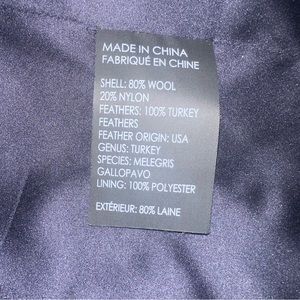 MADE IN CHINA
FABRIQUÉ EN CHINE
SHELL: 80% WOOL
20% NYLON
FEATHERS: 100% TURKEY
FEATHERS
FEATHER ORIGIN: USA
GENUS: TURKEY
SPECIES: MELEGRIS
GALLOPAVO
LINING: 100% POLYESTER
EXTÉRIEUR: 80% LAINE